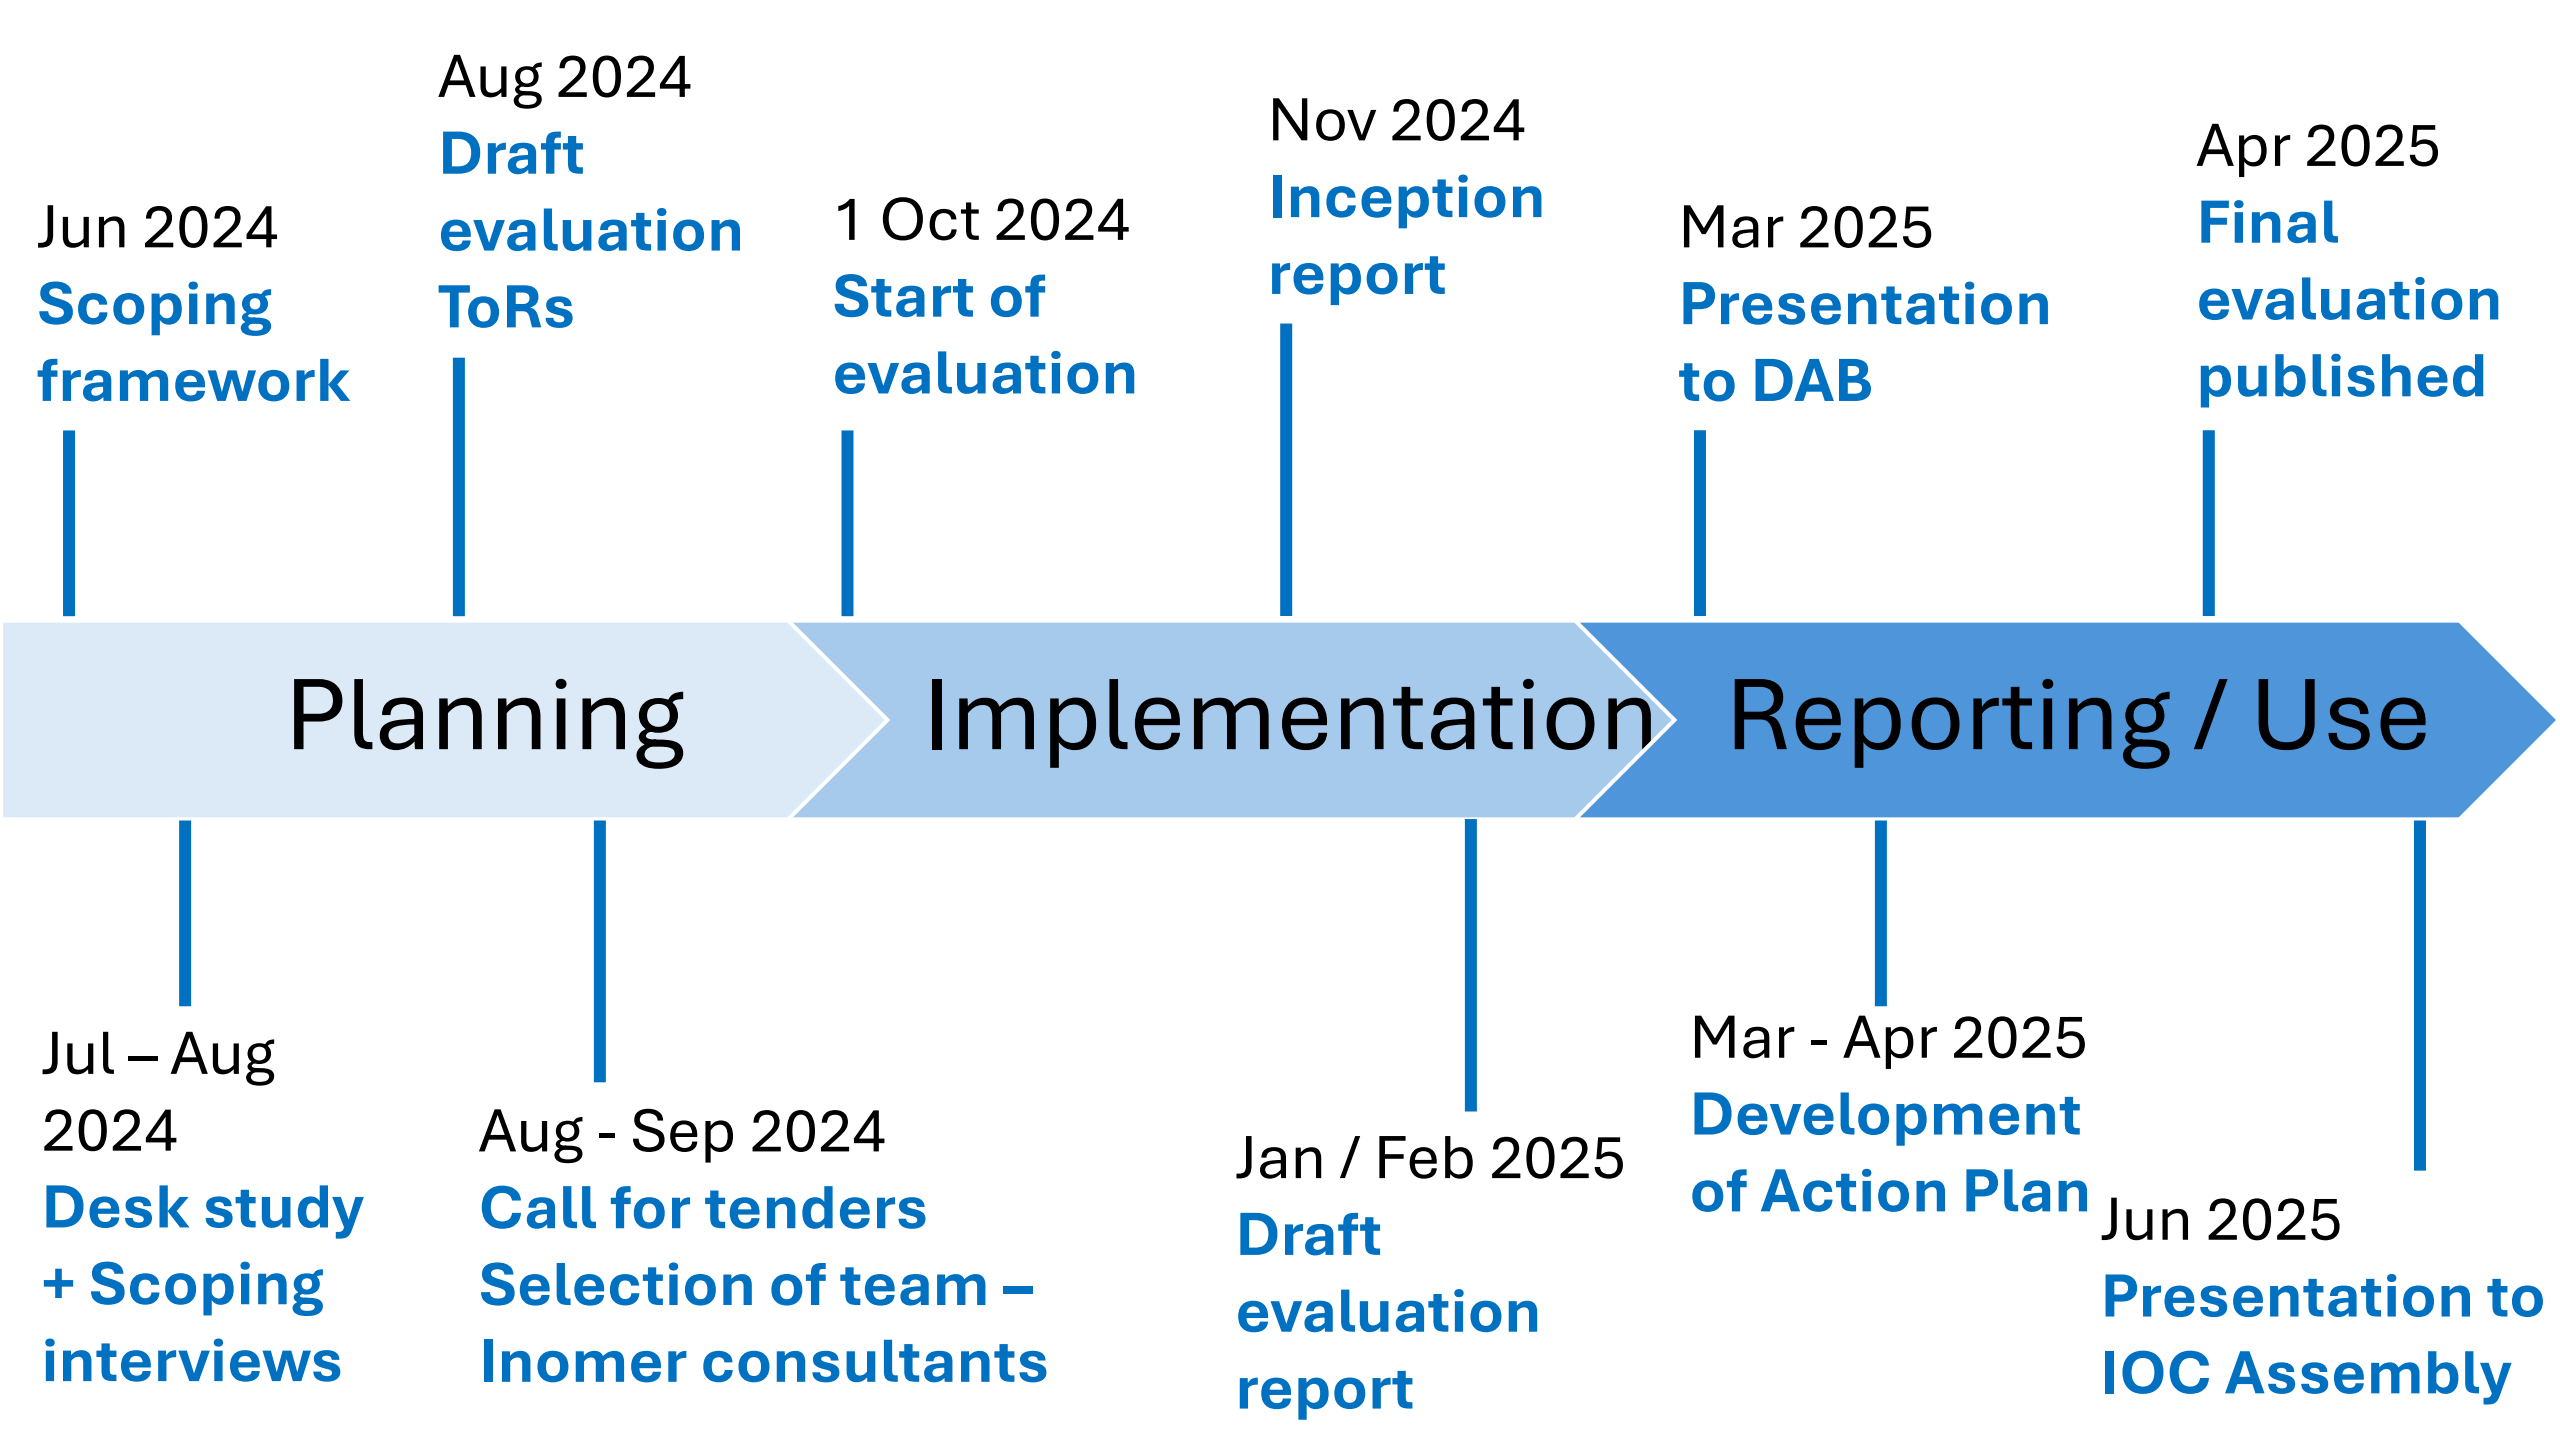 Jun 2024
Scoping
framework
Aug 2024
Draft
evaluation
ToRs
1 Oct 2024
Start of
evaluation
Nov 2024
Inception
report
Mar 2025
Presentation
to DAB
Apr 2025
Final
evaluation
published
Planning
Implementation
Reporting / Use
Jul – Aug
2024
Desk study
+ Scoping
interviews
Aug - Sep 2024
Call for tenders
Selection of team –
Inomer consultants
Jan / Feb 2025
Draft
evaluation
report
Mar - Apr 2025
Development
of Action Plan
Jun 2025
Presentation to
IOC Assembly